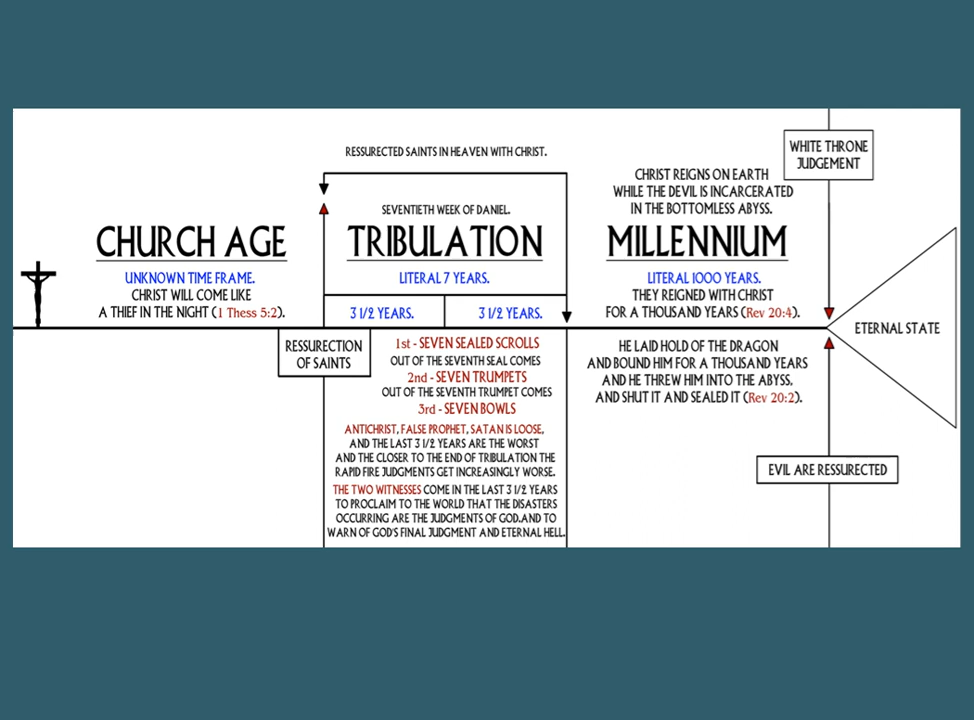 RESSURECTED SAINTS IN HEAVEN WITH CHRIST.
WHITE THRONE
JUDGEMENT
CHURCH AGE
UNKNOWN TIME FRAME.
CHRIST WILL COME LIKE
A THIEF IN THE NIGHT (1 Thess 5:2).
SEVENTIETH WEEK OF DANIEL.
TRIBULATION
LITERAL 7 YEARS.
3 1/2 YEARS.
3 1/2 YEARS.
CHRIST REIGNS ON EARTH
WHILE THE DEVIL IS INCARCERATED
IN THE BOTTOMLESS ABYSS.
MILLENNIUM
LITERAL 1000 YEARS.
THEY REIGNED WITH CHRIST
FOR A THOUSAND YEARS (Rev 20:4).
ETERNAL STATE
RESSURECTION
OF SAINTS
1st - SEVEN SEALED SCROLLS
OUT OF THE SEVENTH SEAL COMES
2nd - SEVEN TRUMPETS
OUT OF THE SEVENTH TRUMPET COMES
3rd - SEVEN BOWLS
ANTICHRIST, FALSE PROPHET, SATAN IS LOOSE,
AND THE LAST 3 1/2 YEARS ARE THE WORST
AND THE CLOSER TO THE END OF TRIBULATION THE
RAPID FIRE JUDGMENTS GET INCREASINGLY WORSE.
THE TWO WITNESSES COME IN THE LAST 3 1/2 YEARS
TO PROCLAIM TO THE WORLD THAT THE DISASTERS
OCCURRING ARE THE JUDGMENTS OF GOD.AND TO
WARN OF GOD'S FINAL JUDGMENT AND ETERNAL HELL.
HE LAID HOLD OF THE DRAGON
AND BOUND HIM FOR A THOUSAND YEARS
AND HE THREW HIM INTO THE ABYSS,
AND SHUT IT AND SEALED IT (Rev 20:2).
EVIL ARE RESSURECTED